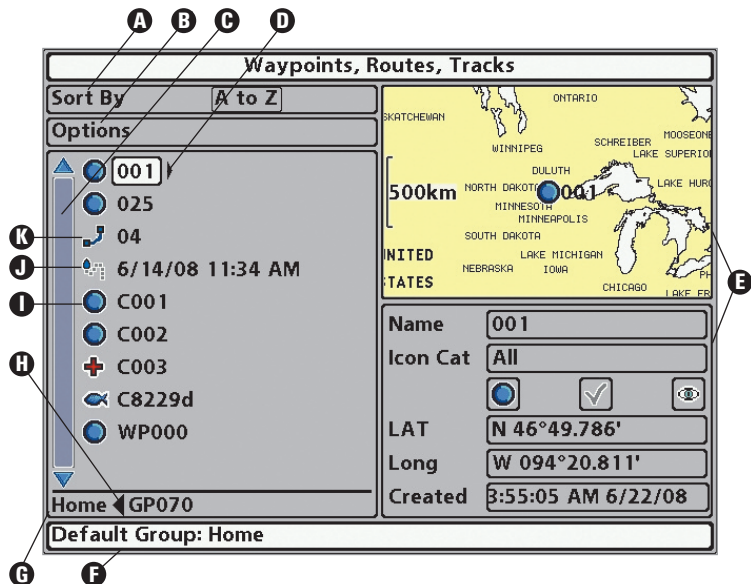 A B C D
Waypoints, Routes, Tracks
Sort By A to Z
Options
001
025
K 04
J 6/14/08 11:34 AM
I C001
C002
H C003
C8229d
WP000
Home GP070
Default Group: Home
G F
ONTARIO
SKATCHEWAN
WINNIPEG
SCHREIBER MOOSEONE
LAKE SUPERIO
DULUTH
500km NORTH DAKOTA 001 LAKE HURO
MINNESOTA
MINNEAPOLIS
SOUTH DAKOTA
NITED LAKE MICHIGAN
NEBRASKA IOWA PH
TATES CHICAGO LAKE ER
E
Name 001
Icon Cat All
LAT N 46°49.786'
Long W 094°20.811'
Created 3:55:05 AM 6/22/08